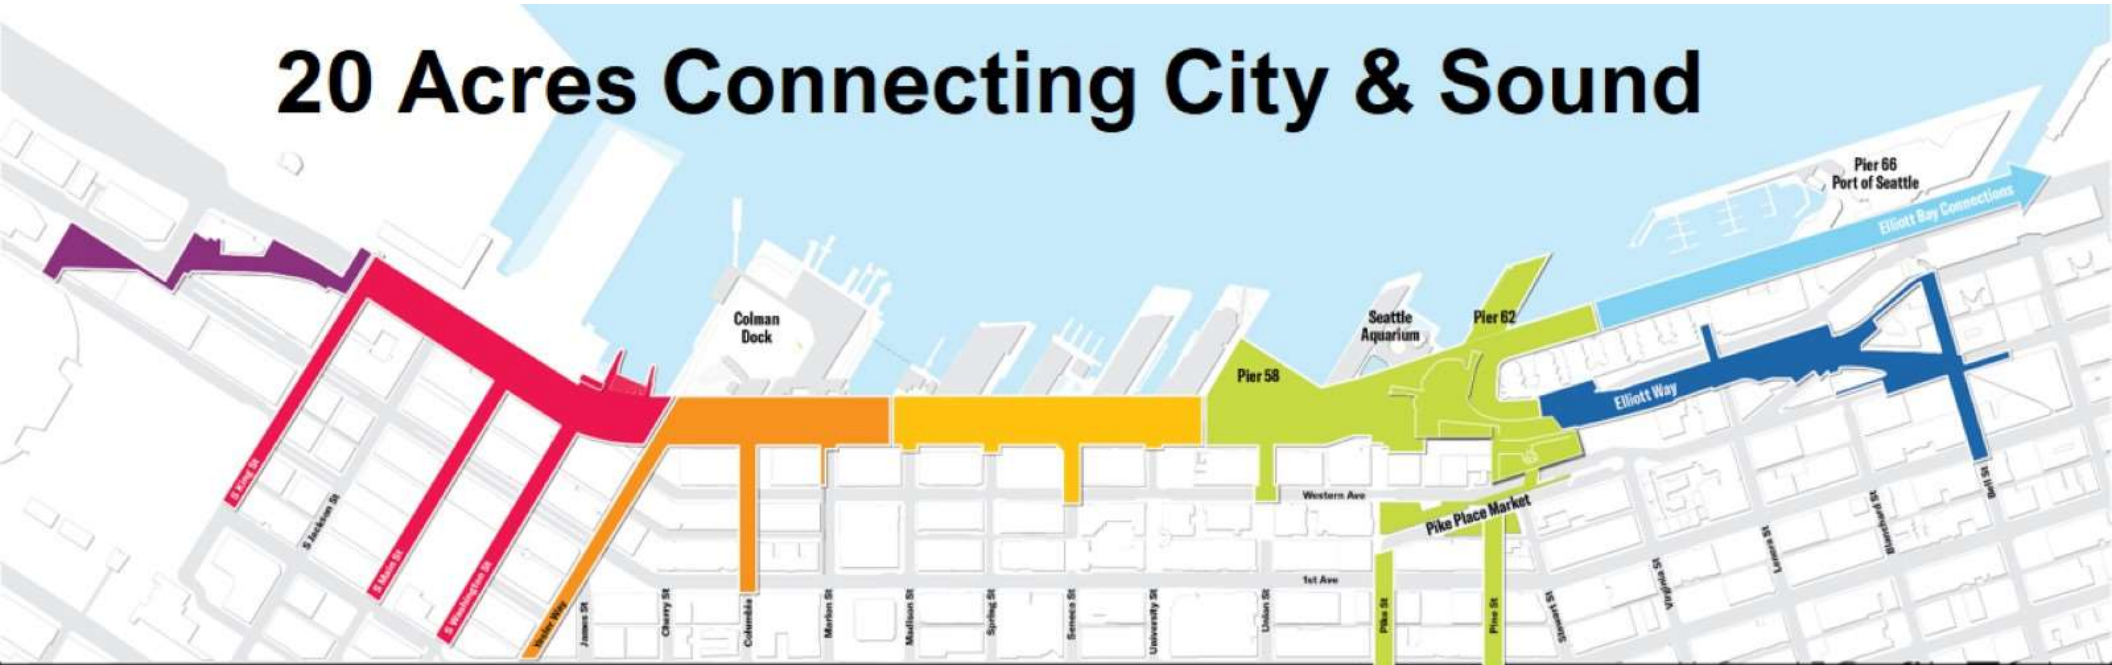 20 Acres Connecting City & Sound
Pier 66
Port of Seattle
Elliott Bay Connections
Colman
Dock
Seattle
Aquarium
Pier 62
Pier 58
Elliott Way
Western Ave
Pike Place Market
1st Ave
S King St
S Jackson St
S Main St
S Washington St
Yesler Way
James St
Cherry St
Columbia
Marion St
Madison St
Spring St
Seneca St
University St
Union St
Pike St
Pine St
Stewart St
Virginia St
Lenora St
Blanchard St
Bell St